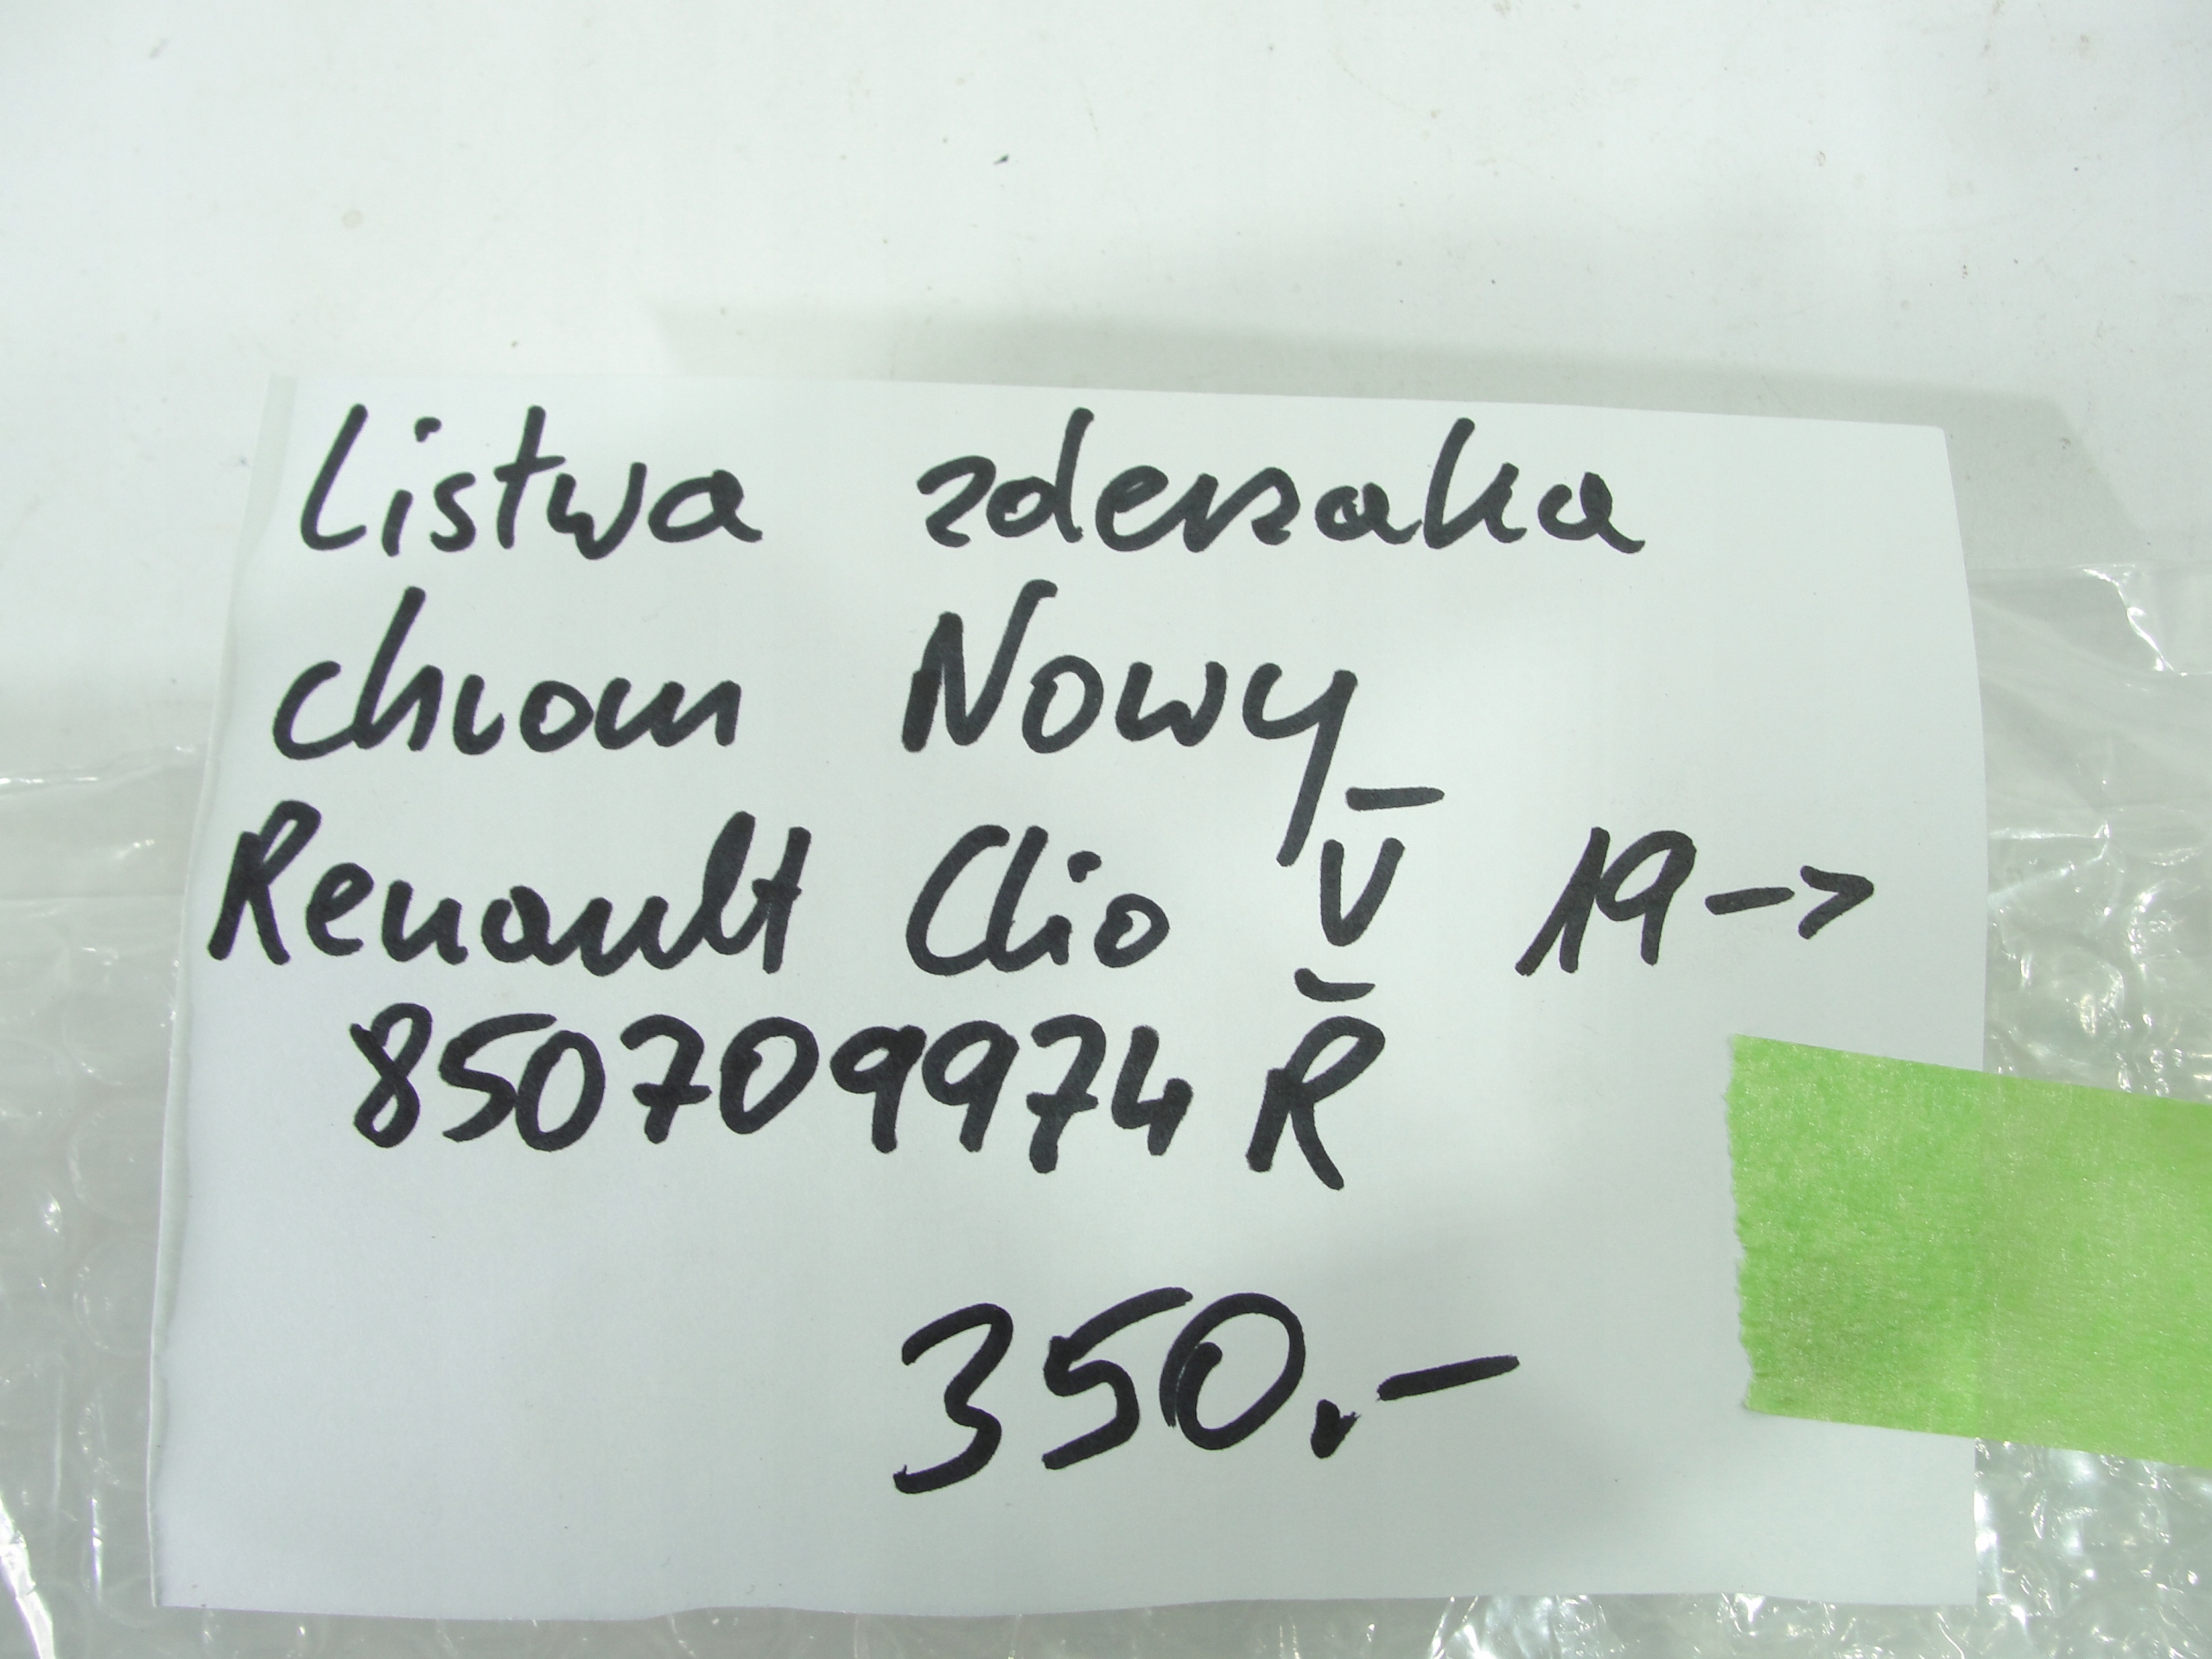 Listwa zderzaka
chrom Nowy
Renault Clio V 19->
850709974R
350.-